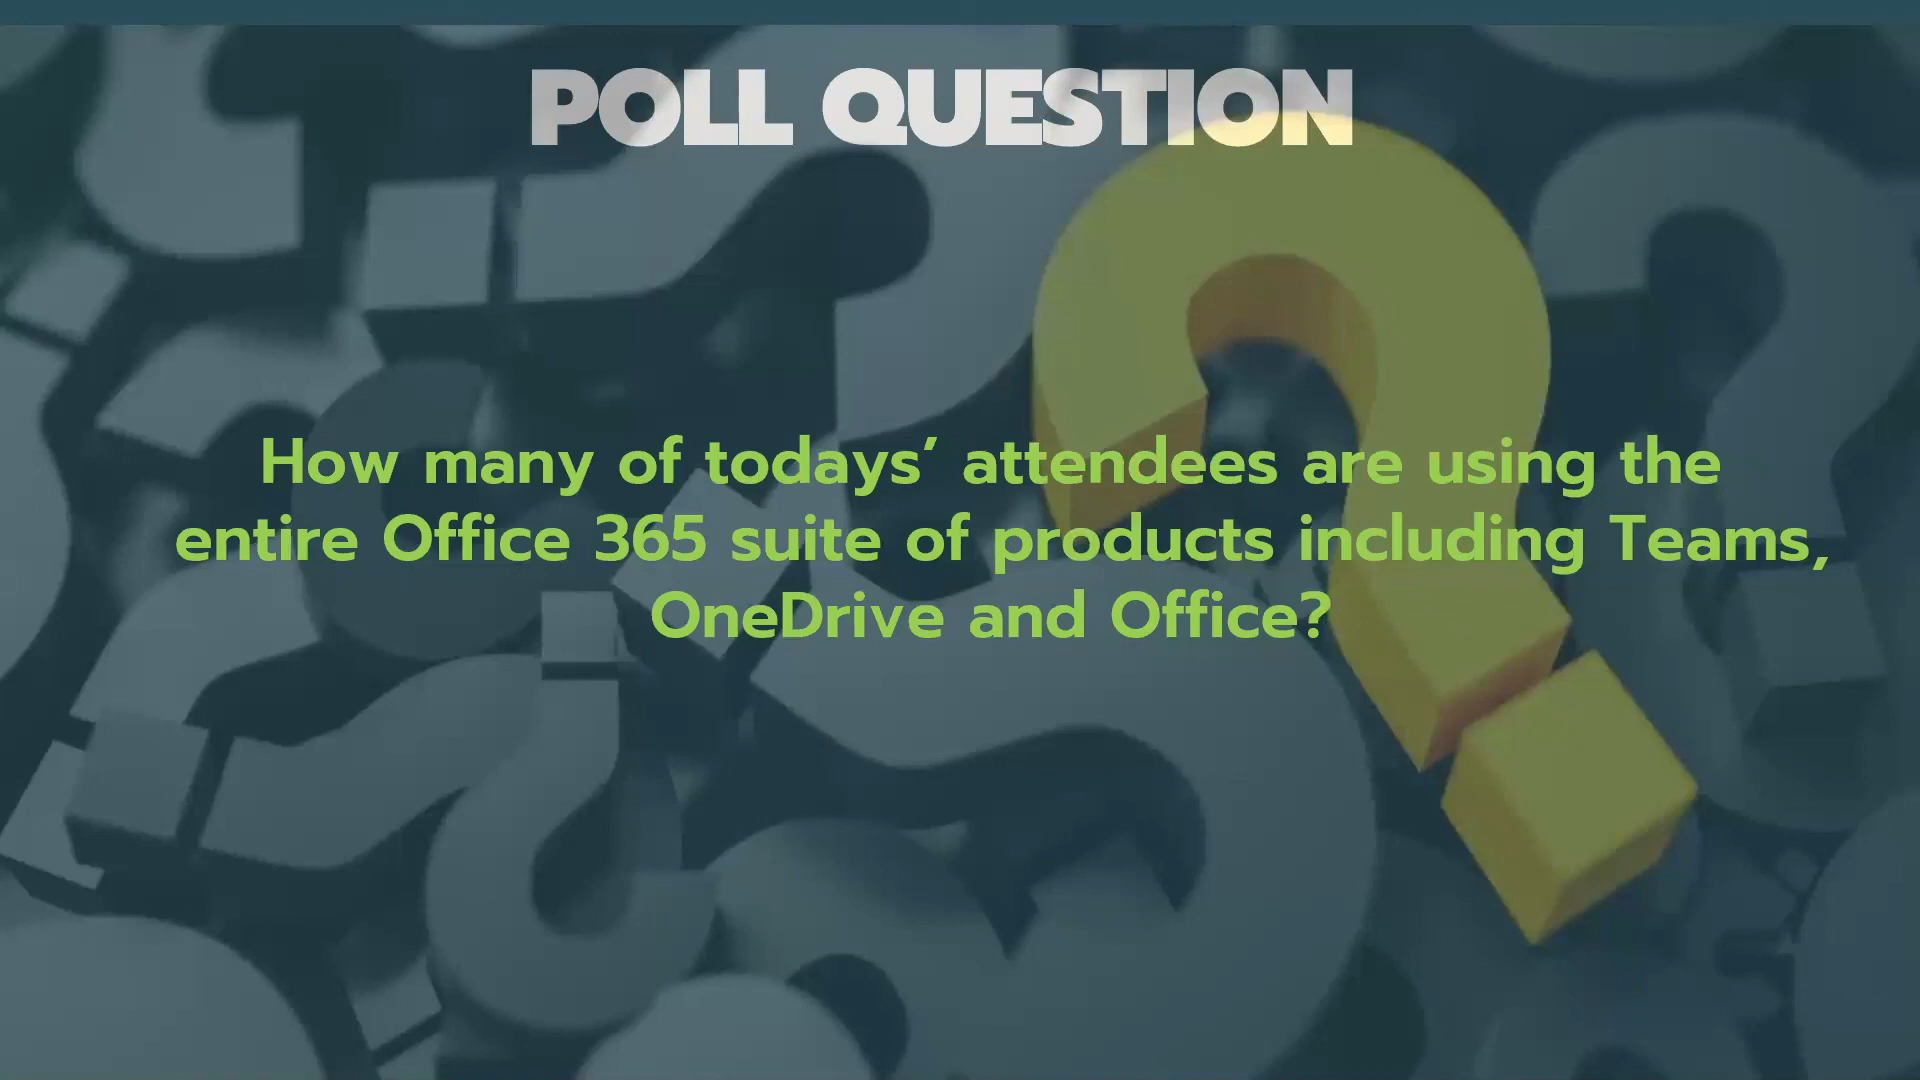 POLL QUESTION
How many of todays’ attendees are using the
entire Office 365 suite of products including Teams,
OneDrive and Office?